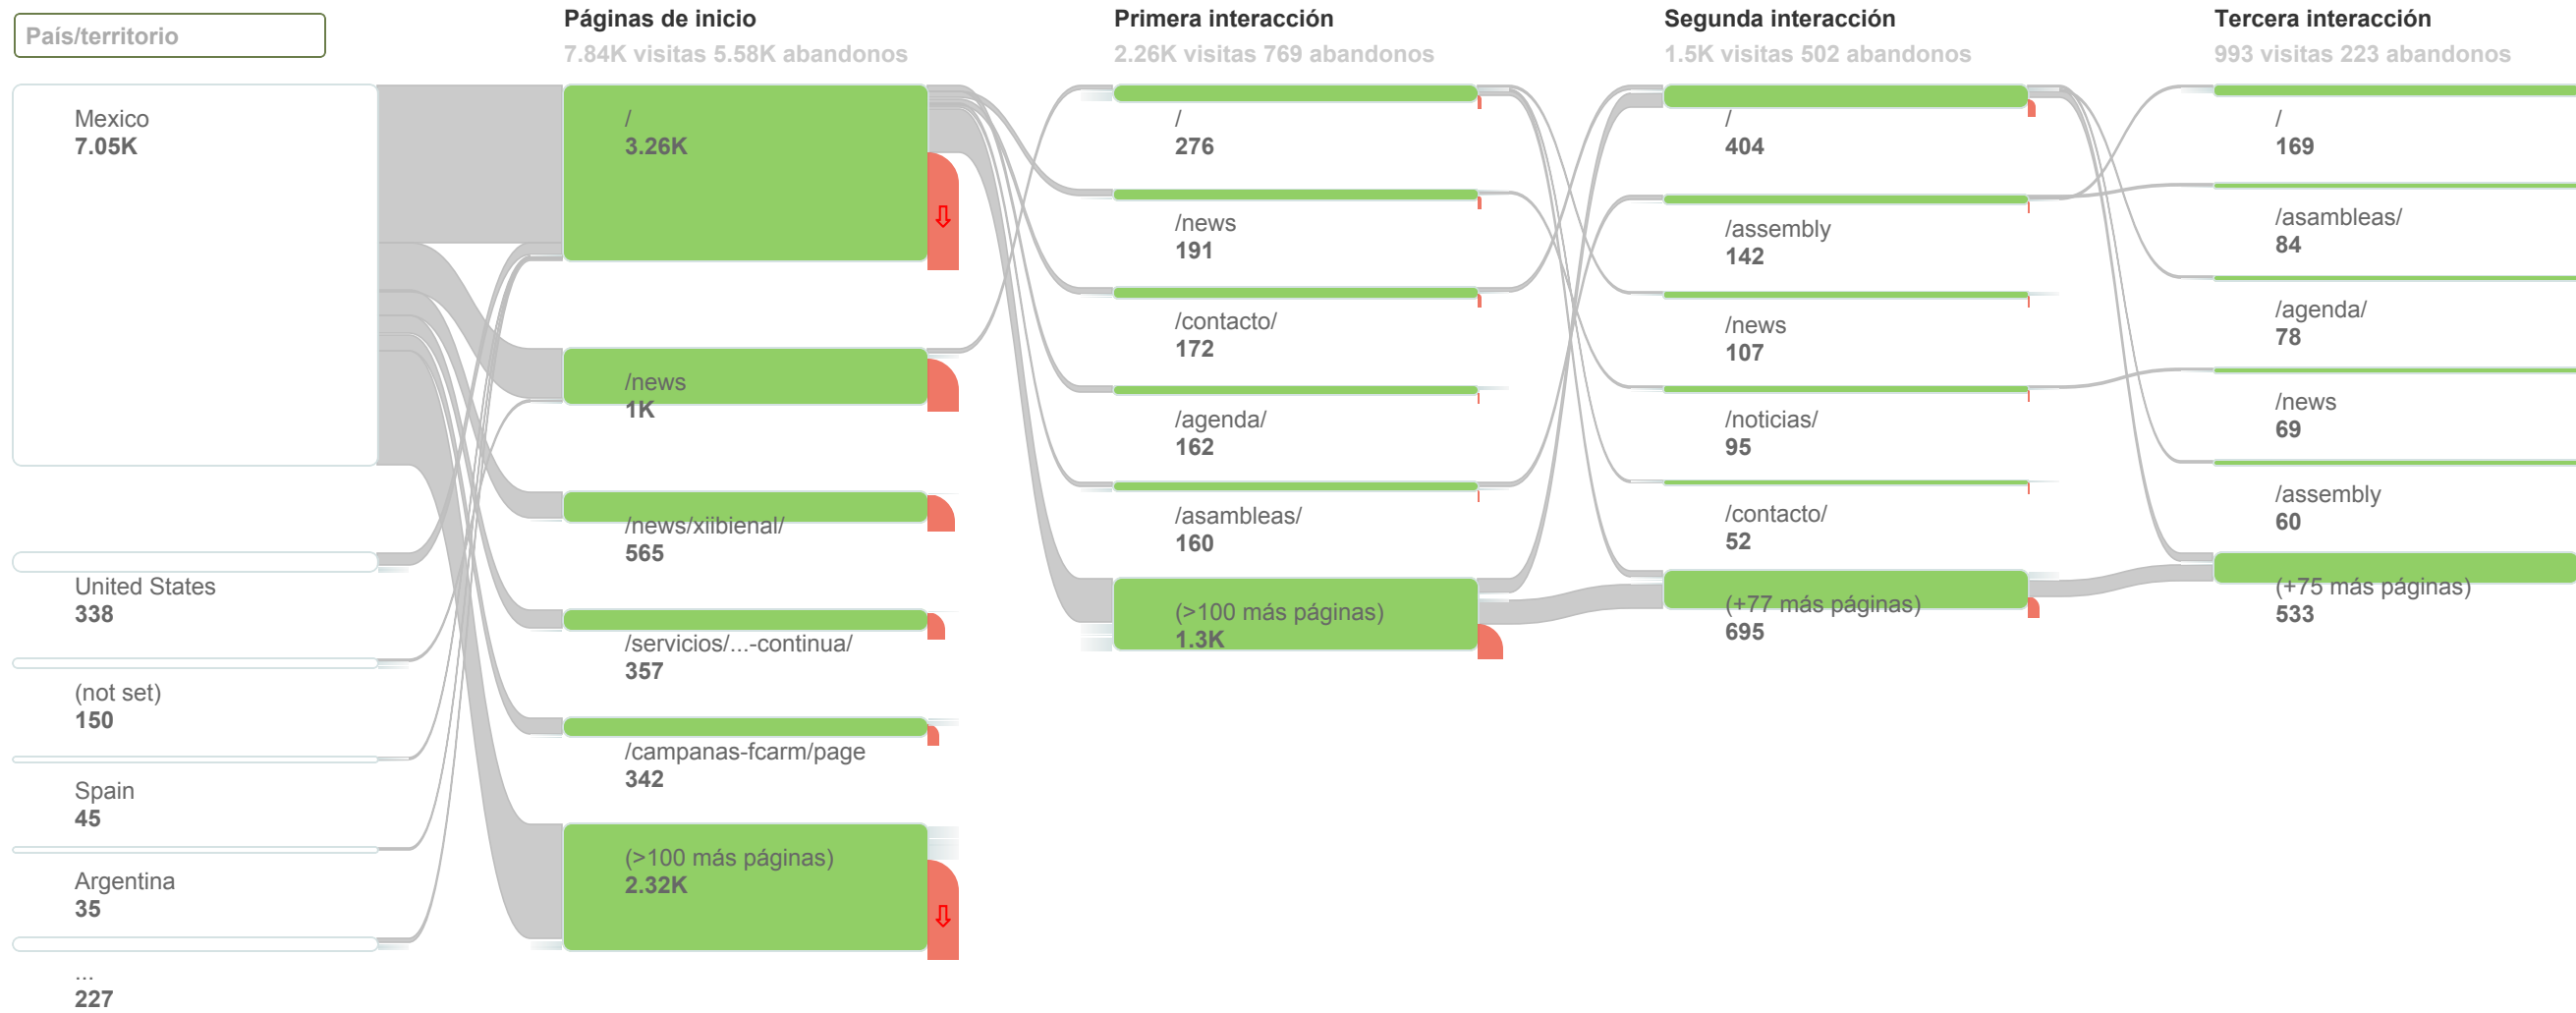 País/territorio
Mexico
7.05K
United States
338
(not set)
150
Spain
45
Argentina
35
...
227
Páginas de inicio
7.84K visitas 5.58K abandonos
/
3.26K
/news
1K
/news/xiibienal/
565
/servicios/...-continua/
357
/campanas-fcarm/page
342
(>100 más páginas)
2.32K
Primera interacción
2.26K visitas 769 abandonos
/
276
/news
191
/contacto/
172
/agenda/
162
/asambleas/
160
(>100 más páginas)
1.3K
Segunda interacción
1.5K visitas 502 abandonos
/
404
/assembly
142
/news
107
/noticias/
95
/contacto/
52
(+77 más páginas)
695
Tercera interacción
993 visitas 223 abandonos
/
169
/asambleas/
84
/agenda/
78
/news
69
/assembly
60
(+75 más páginas)
533